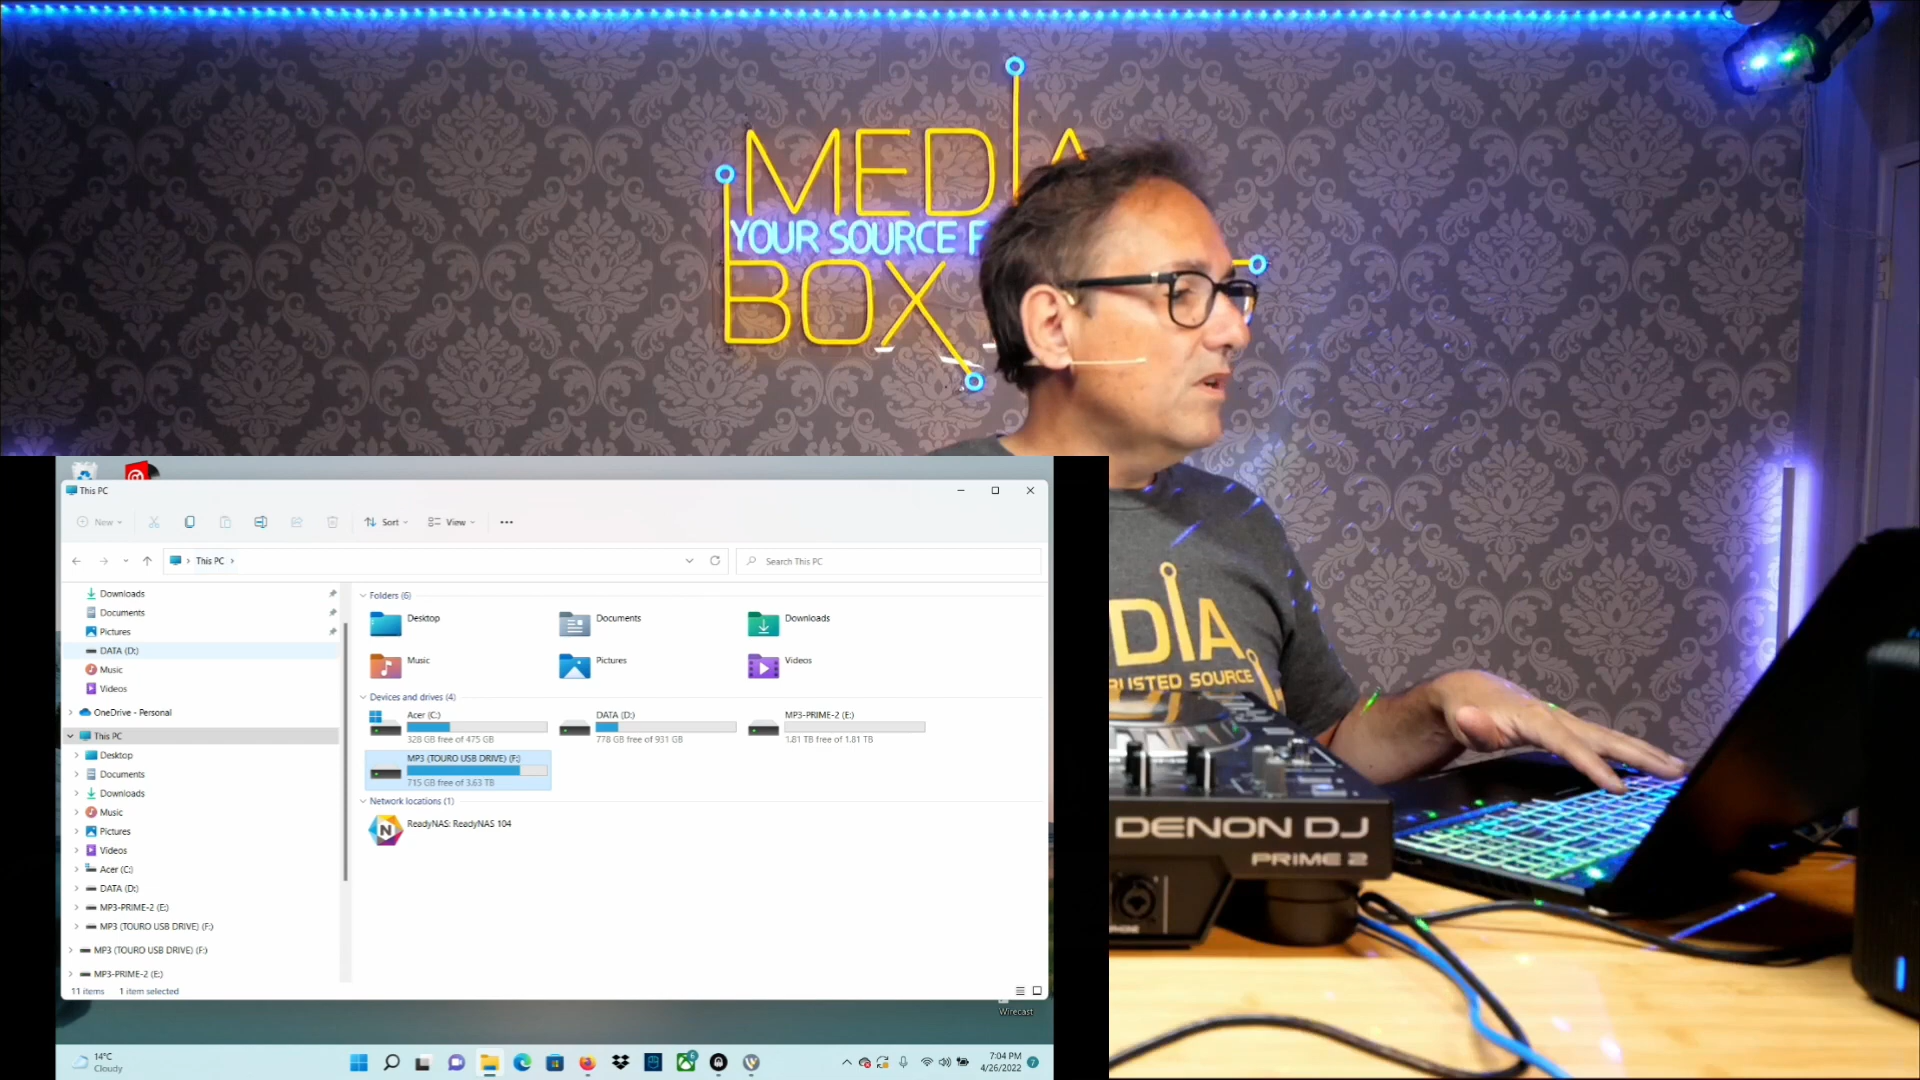 MEDIA
YOUR SOURCE F
BOX
This PC
New
Sort
View
This PC
Search This PC
Downloads
Documents
Pictures
DATA (D:)
Music
Videos
OneDrive - Personal
This PC
Desktop
Documents
Downloads
Music
Pictures
Videos
Acer (C:)
DATA (D:)
MP3-PRIME-2 (E:)
MP3 (TOURO USB DRIVE) (F:)
MP3 (TOURO USB DRIVE) (F:)
MP3-PRIME-2 (E:)
Folders (6)
Desktop
Documents
Downloads
Music
Pictures
Videos
Devices and drives (4)
Acer (C:)
328 GB free of 475 GB
DATA (D:)
778 GB free of 931 GB
MP3-PRIME-2 (E:)
1.81 TB free of 1.81 TB
MP3 (TOURO USB DRIVE) (F:)
715 GB free of 3.63 TB
Network locations (1)
N
ReadyNAS: ReadyNAS 104
11 items
1 item selected
Wirecast
14°C
Cloudy
6
7:04 PM
4/26/2022
7
DIA
RUSTED SOURCE
DENON DJ
PRIME 2